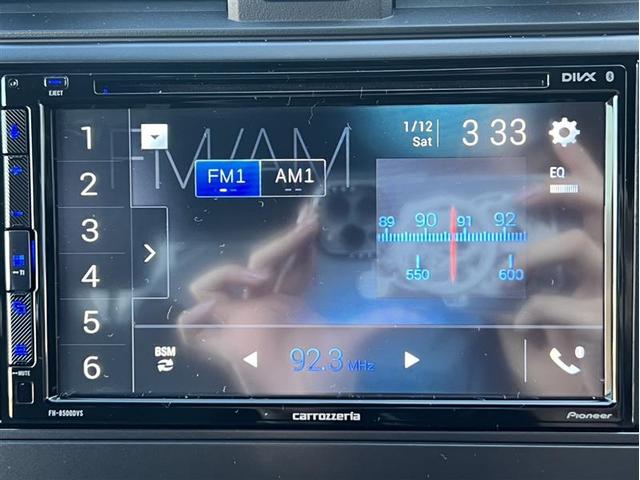 DIVX
EJECT
FM/AM
1/12
Sat
3 33
FM1
AM1
EQ
1
2
3
4
5
6
89 90 91 92
550 600
TI
BSM
92.3 MHz
MUTE
FH-8500DVS
carrozzeria
Pioneer